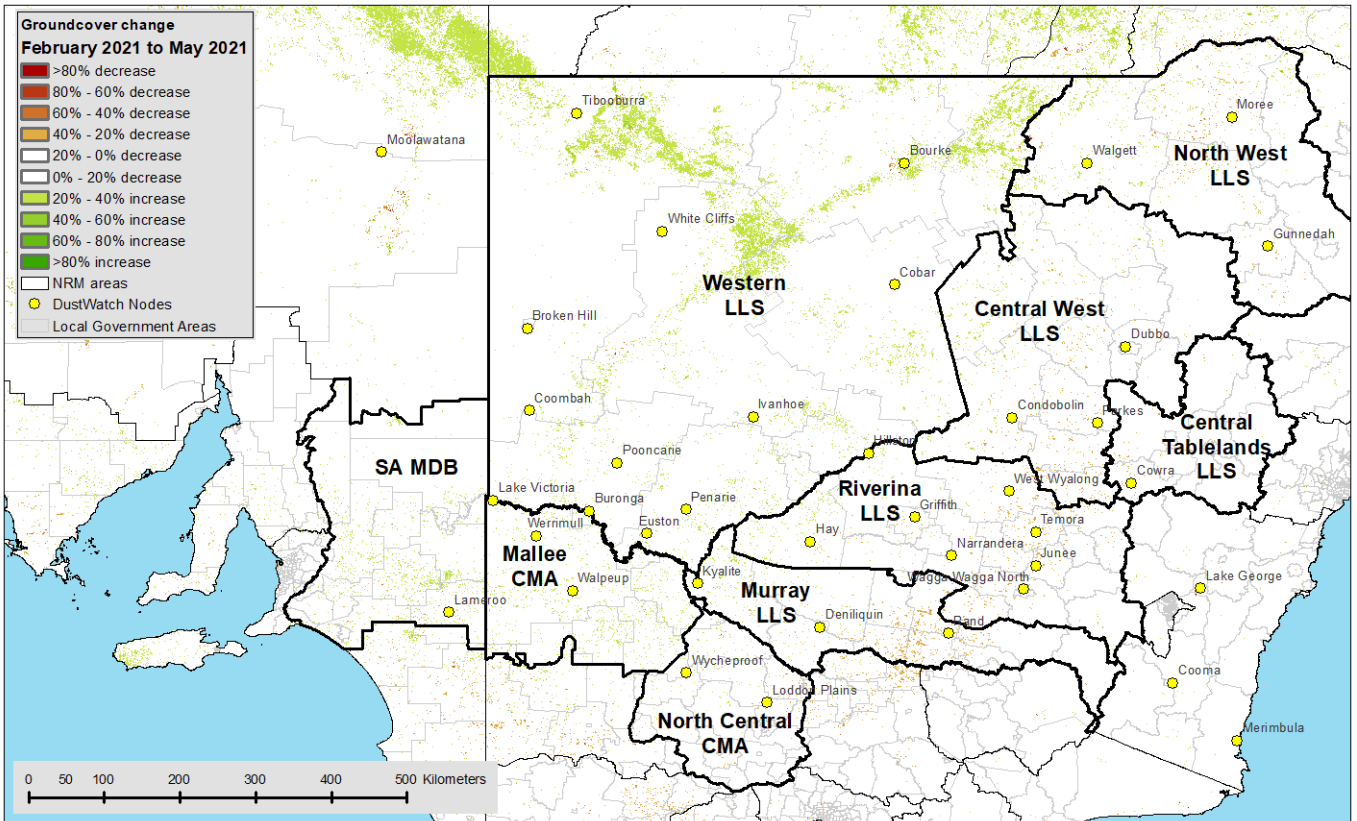 Groundcover change
February 2021 to May 2021
>80% decrease
80% - 60% decrease
60% - 40% decrease
40% - 20% decrease
20% - 0% decrease
0% - 20% decrease
20% - 40% increase
40% - 60% increase
60% - 80% increase
>80% increase
NRM areas
DustWatch Nodes
Local Government Areas
Tibooburra
Moolawatana
Moree
Bourke
Walgett
North West
LLS
White Cliffs
Gunnedah
Western
LLS
Cobar
Central West
LLS
Broken Hill
Dubbo
Coombah
Ivanhoe
Condobolin
Parkes
Central
Tablelands
LLS
Hillston
Pooncarie
SA MDB
Cowra
West Wyalong
Riverina
LLS
Lake Victoria
Buronga
Penarie
Griffith
Werrimull
Euston
Temora
Mallee
CMA
Hay
Narrandera
Junee
Walpeup
Kyalite
Wagga Wagga North
Lake George
Murray
LLS
Lameroo
Deniliquin
Rand
Wycheproof
Cooma
Loddon Plains
North Central
CMA
Merimbula
0 50 100 200 300 400 500 Kilometers